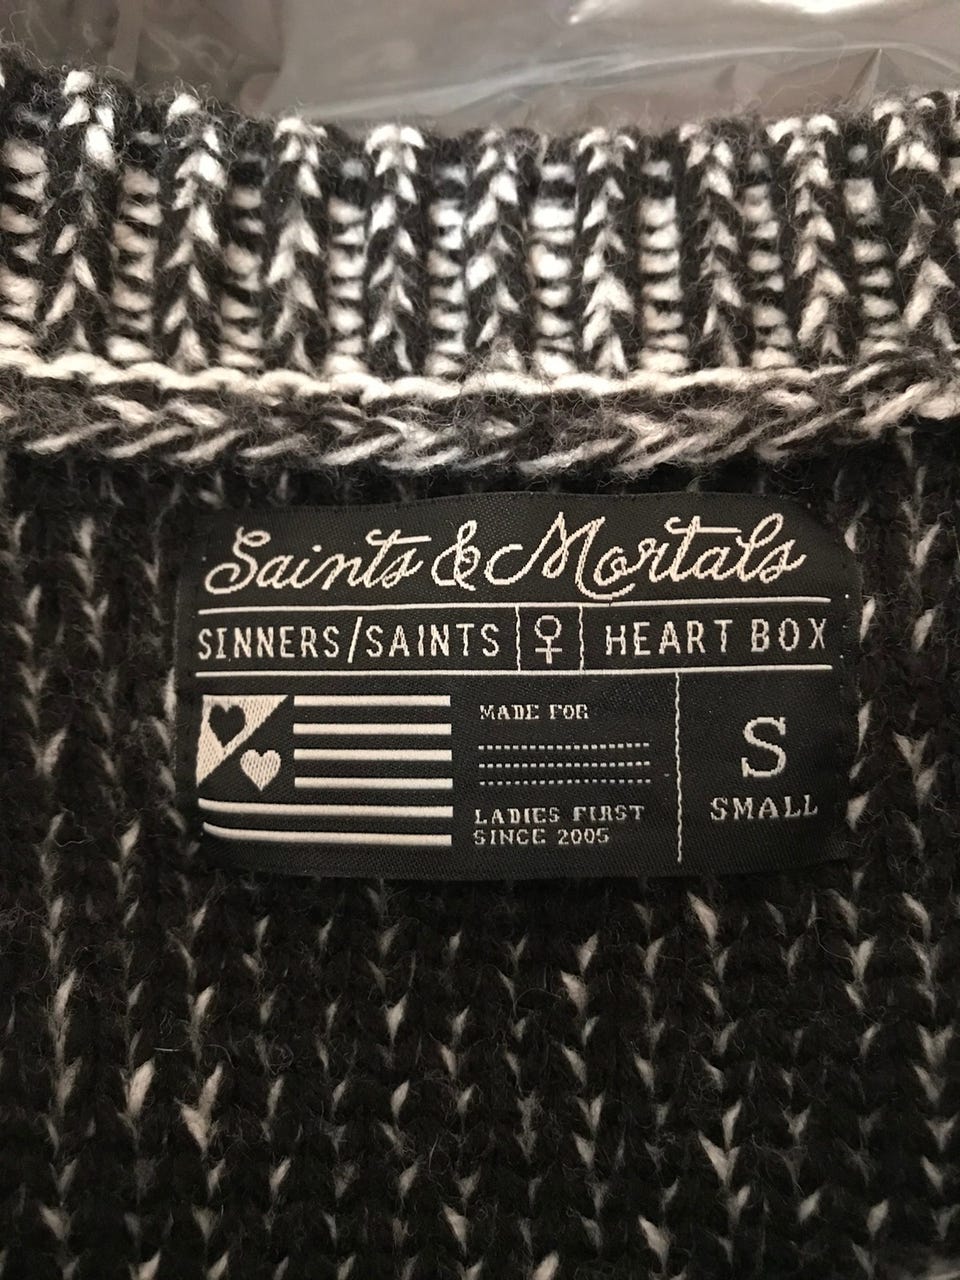 Saints & Mortals
SINNERS/SAINTS ♀ HEART BOX
MADE FOR
LADIES FIRST
SINCE 2005
S
SMALL